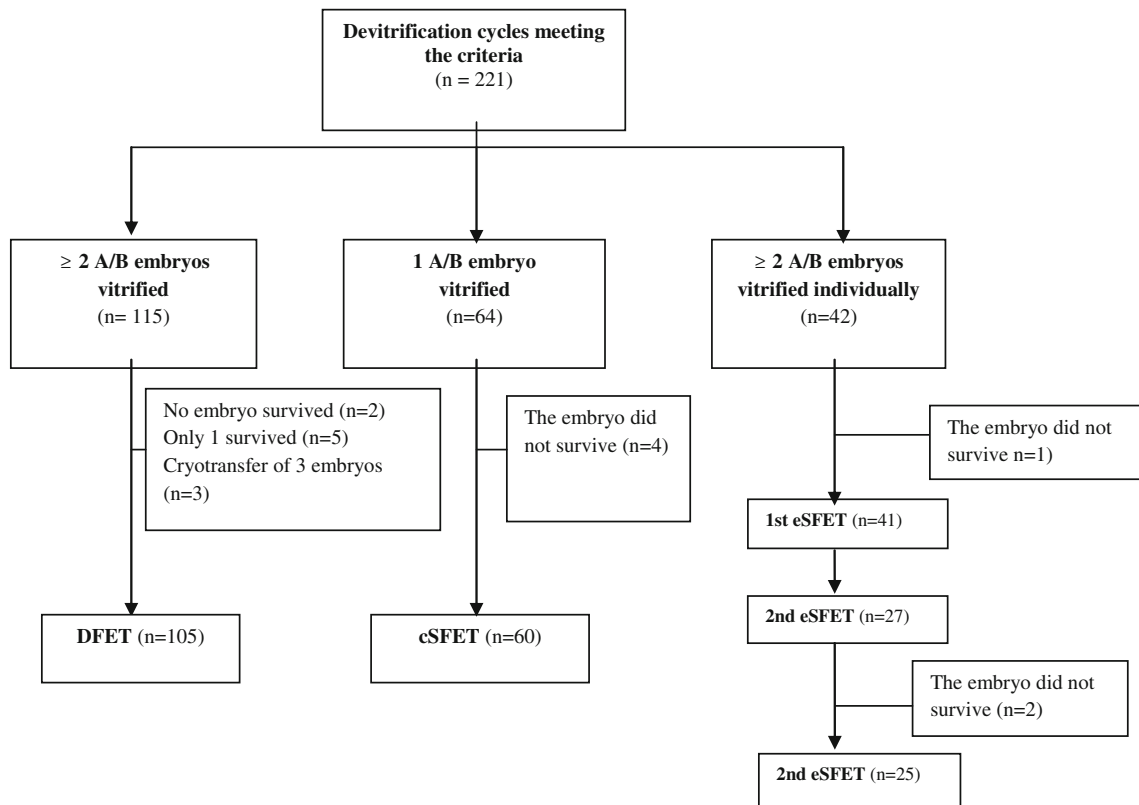 Devitrification cycles meeting
the criteria
(n = 221)
≥ 2 A/B embryos
vitrified
(n= 115)
1 A/B embryo
vitrified
(n=64)
≥ 2 A/B embryos
vitrified individually
(n=42)
No embryo survived (n=2)
Only 1 survived (n=5)
Cryotransfer of 3 embryos
(n=3)
The embryo did
not survive (n=4)
The embryo did not
survive n=1)
1st eSFET (n=41)
2nd eSFET (n=27)
DFET (n=105)
cSFET (n=60)
The embryo did not
survive (n=2)
2nd eSFET (n=25)